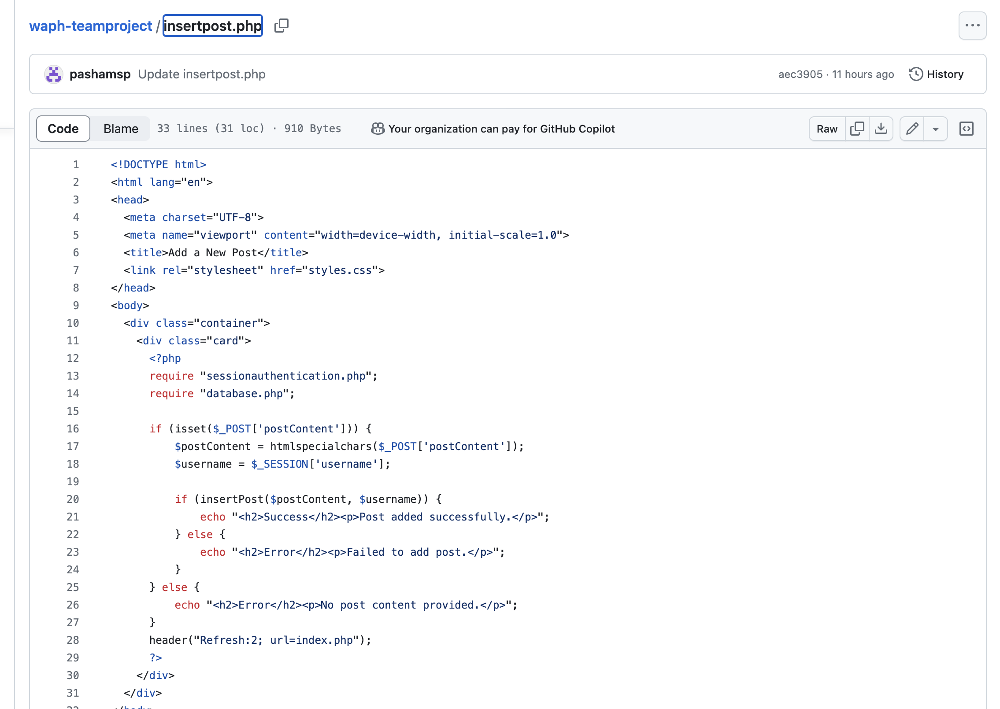 waph-teamproject / insertpost.php
pashamsp Update insertpost.php aec3905 · 11 hours ago History
Code Blame 33 lines (31 loc) · 910 Bytes Your organization can pay for GitHub Copilot Raw
1 <!DOCTYPE html>
2 <html lang="en">
3 <head>
4 <meta charset="UTF-8">
5 <meta name="viewport" content="width=device-width, initial-scale=1.0">
6 <title>Add a New Post</title>
7 <link rel="stylesheet" href="styles.css">
8 </head>
9 <body>
10 <div class="container">
11 <div class="card">
12 <?php
13 require "sessionauthentication.php";
14 require "database.php";
15
16 if (isset($_POST['postContent'])) {
17 $postContent = htmlspecialchars($_POST['postContent']);
18 $username = $_SESSION['username'];
19
20 if (insertPost($postContent, $username)) {
21 echo "<h2>Success</h2><p>Post added successfully.</p>";
22 } else {
23 echo "<h2>Error</h2><p>Failed to add post.</p>";
24 }
25 } else {
26 echo "<h2>Error</h2><p>No post content provided.</p>";
27 }
28 header("Refresh:2; url=index.php");
29 ?>
30 </div>
31 </div>